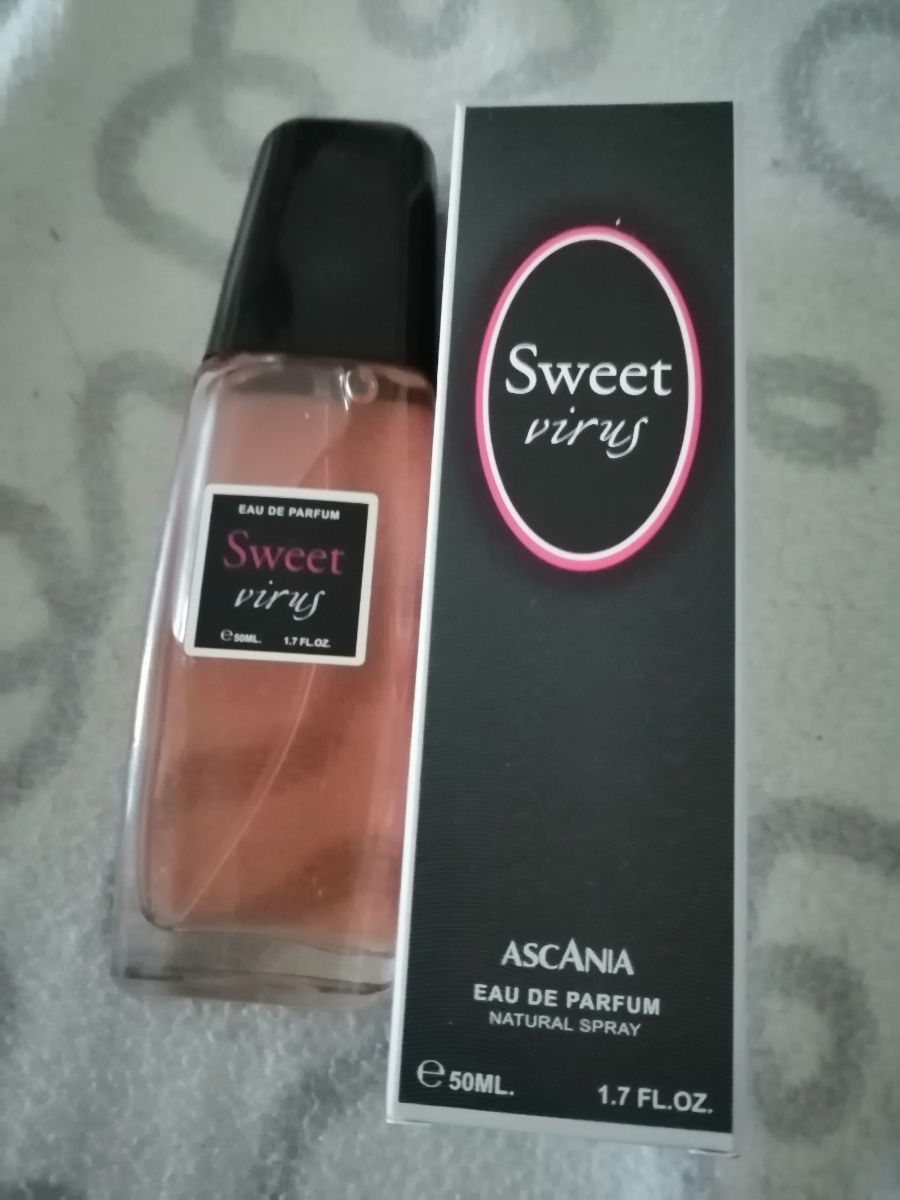 EAU DE PARFUM
Sweet
virus
℮50ML. 1.7 FL.OZ.
Sweet
virus
ASCANIA
EAU DE PARFUM
NATURAL SPRAY
℮50ML. 1.7 FL.OZ.